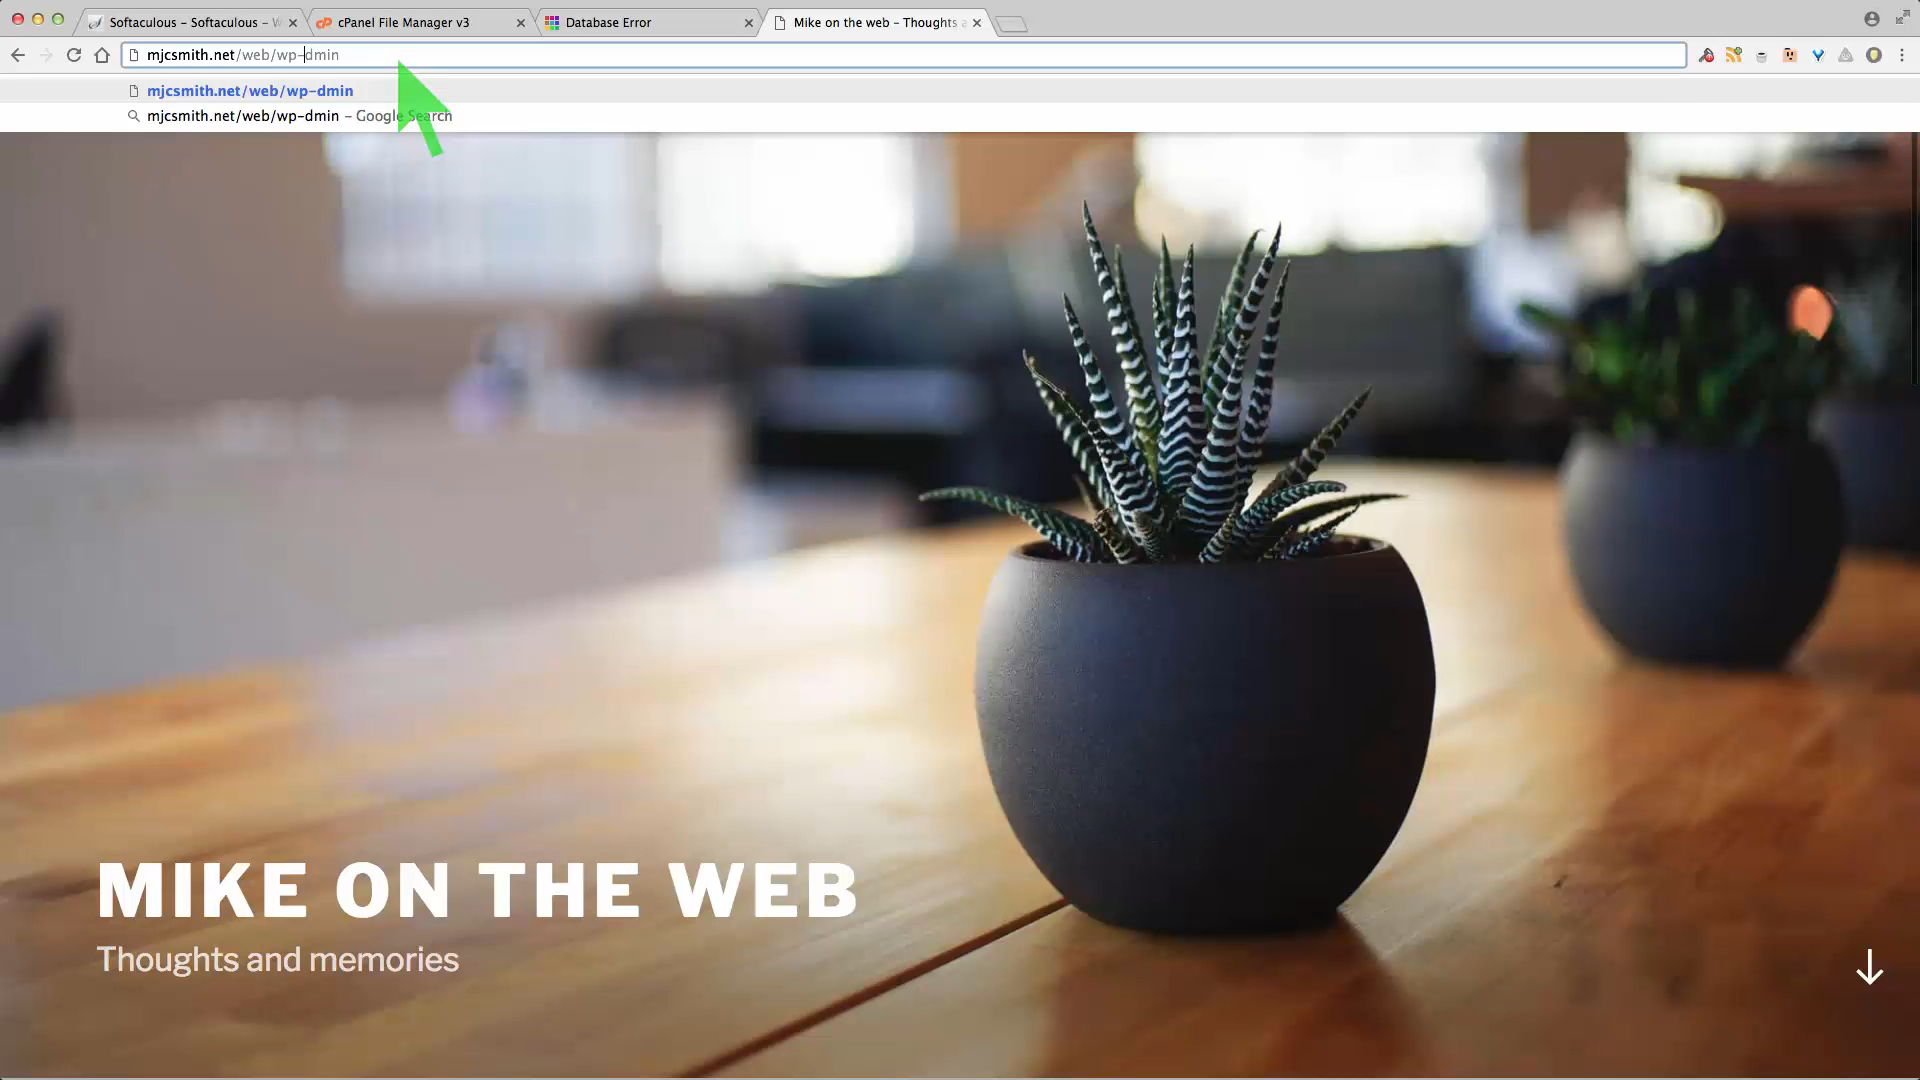 Softaculous – Softaculous – W
cPanel File Manager v3
Database Error
Mike on the web – Thoughts a
mjcsmith.net/web/wp-dmin
mjcsmith.net/web/wp-dmin
mjcsmith.net/web/wp-dmin – Google Search
MIKE ON THE WEB
Thoughts and memories